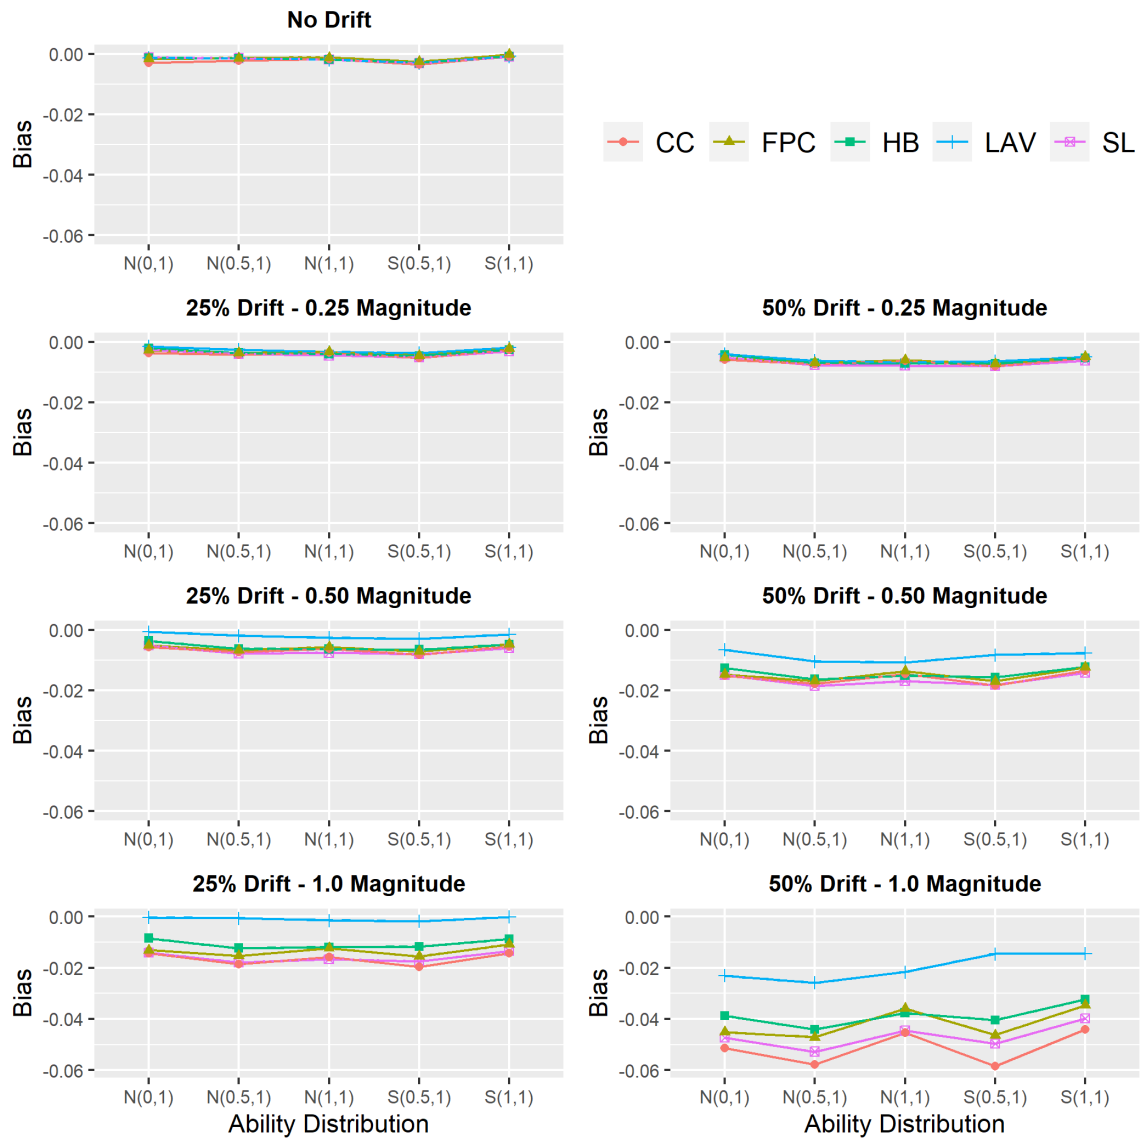 No Drift
0.00
-0.02
-0.04
-0.06
Bias
N(0,1) N(0.5,1) N(1,1) S(0.5,1) S(1,1)
CC FPC HB LAV SL
25% Drift - 0.25 Magnitude
0.00
-0.02
-0.04
-0.06
Bias
N(0,1) N(0.5,1) N(1,1) S(0.5,1) S(1,1)
50% Drift - 0.25 Magnitude
0.00
-0.02
-0.04
-0.06
Bias
N(0,1) N(0.5,1) N(1,1) S(0.5,1) S(1,1)
25% Drift - 0.50 Magnitude
0.00
-0.02
-0.04
-0.06
Bias
N(0,1) N(0.5,1) N(1,1) S(0.5,1) S(1,1)
50% Drift - 0.50 Magnitude
0.00
-0.02
-0.04
-0.06
Bias
N(0,1) N(0.5,1) N(1,1) S(0.5,1) S(1,1)
25% Drift - 1.0 Magnitude
0.00
-0.02
-0.04
-0.06
Bias
N(0,1) N(0.5,1) N(1,1) S(0.5,1) S(1,1)
Ability Distribution
50% Drift - 1.0 Magnitude
0.00
-0.02
-0.04
-0.06
Bias
N(0,1) N(0.5,1) N(1,1) S(0.5,1) S(1,1)
Ability Distribution